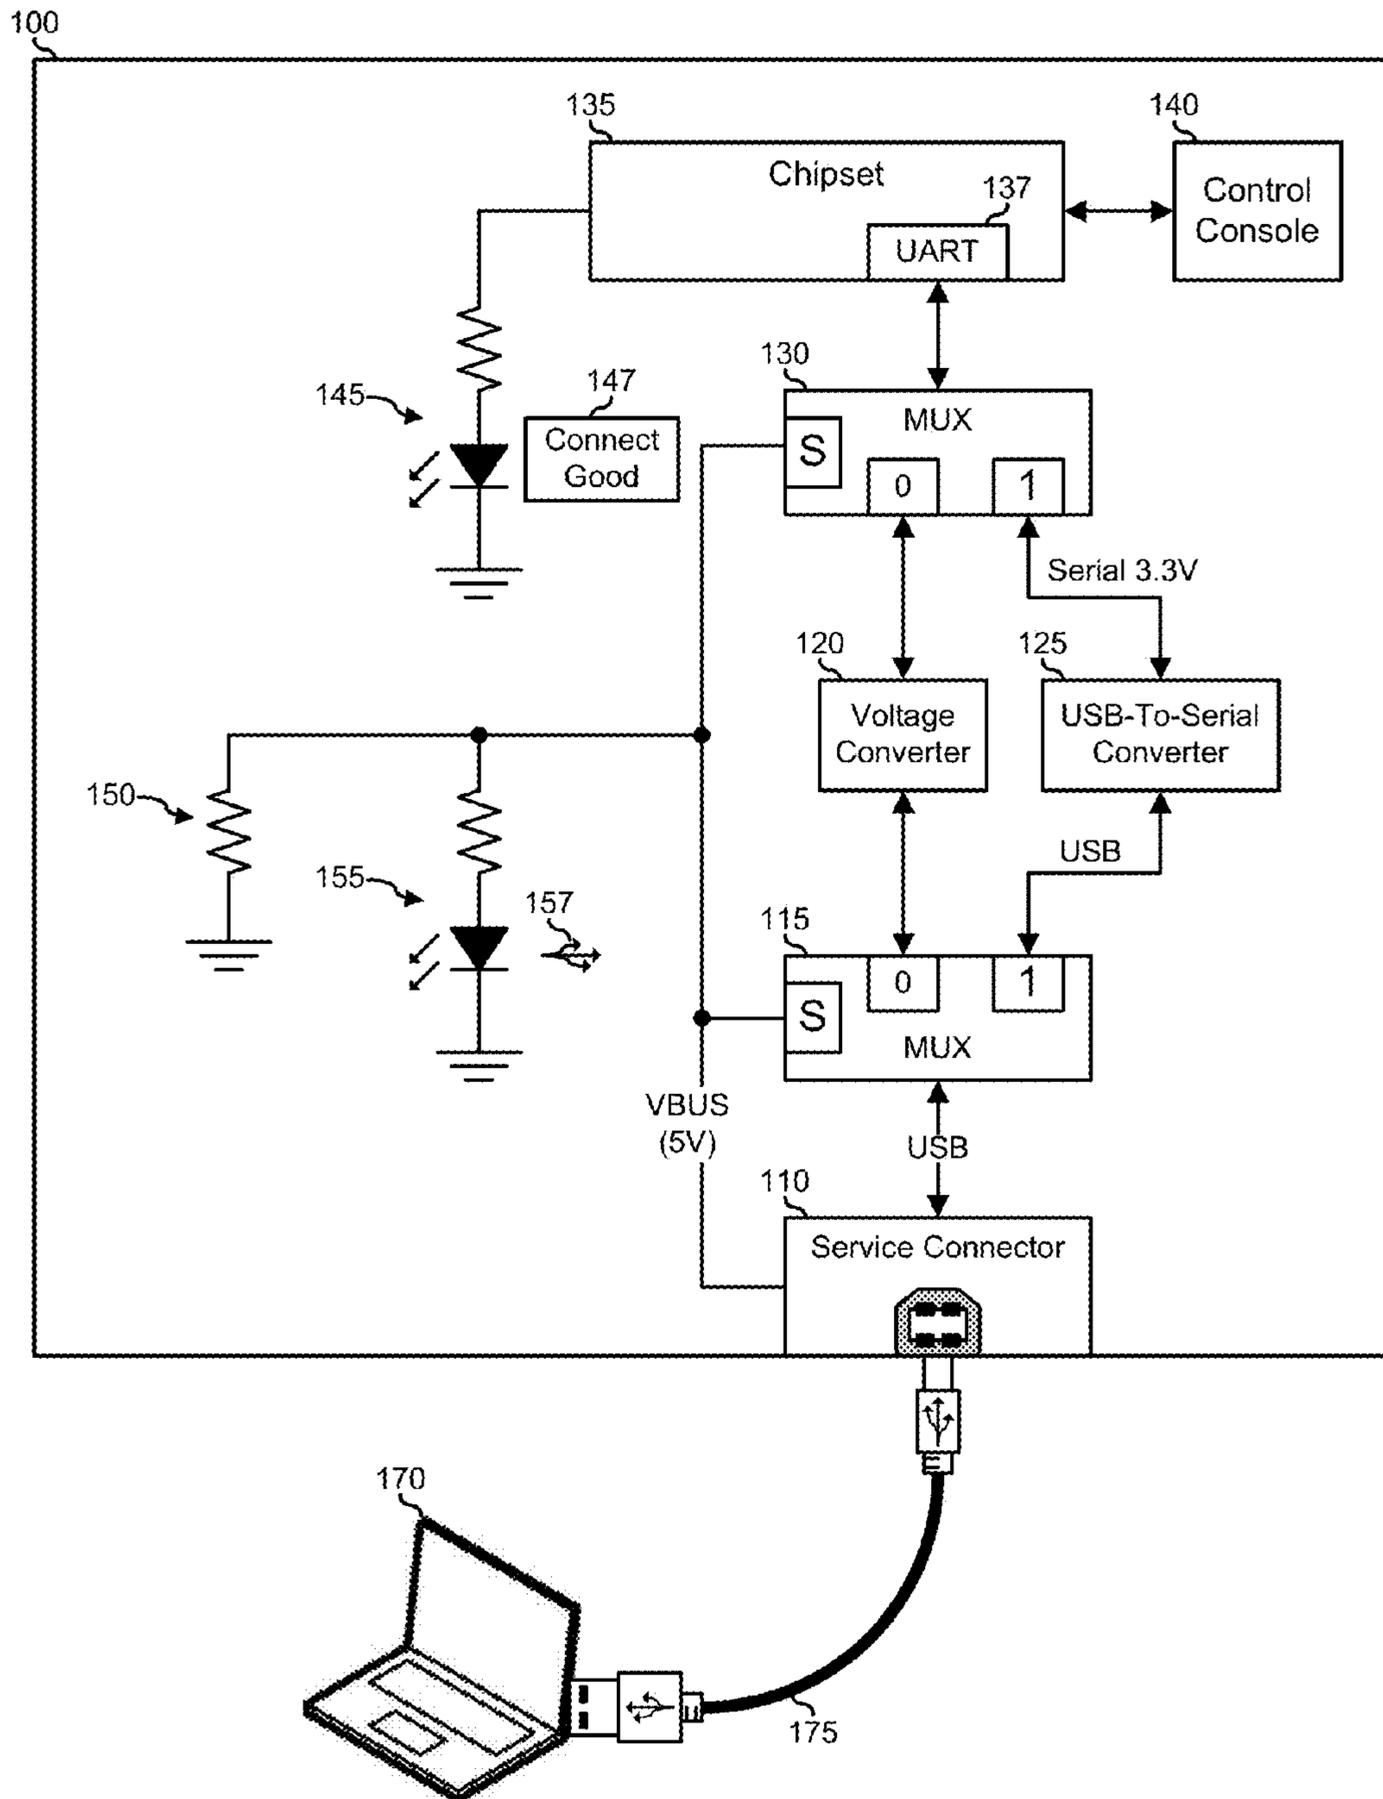 100
135
140
Chipset
137
UART
Control
Console
130
147
145
MUX
Connect
Good
S
0
1
Serial 3.3V
120
125
Voltage
Converter
USB-To-Serial
Converter
150
155
157
USB
115
0
1
S
MUX
VBUS
(5V)
USB
110
Service Connector
170
175